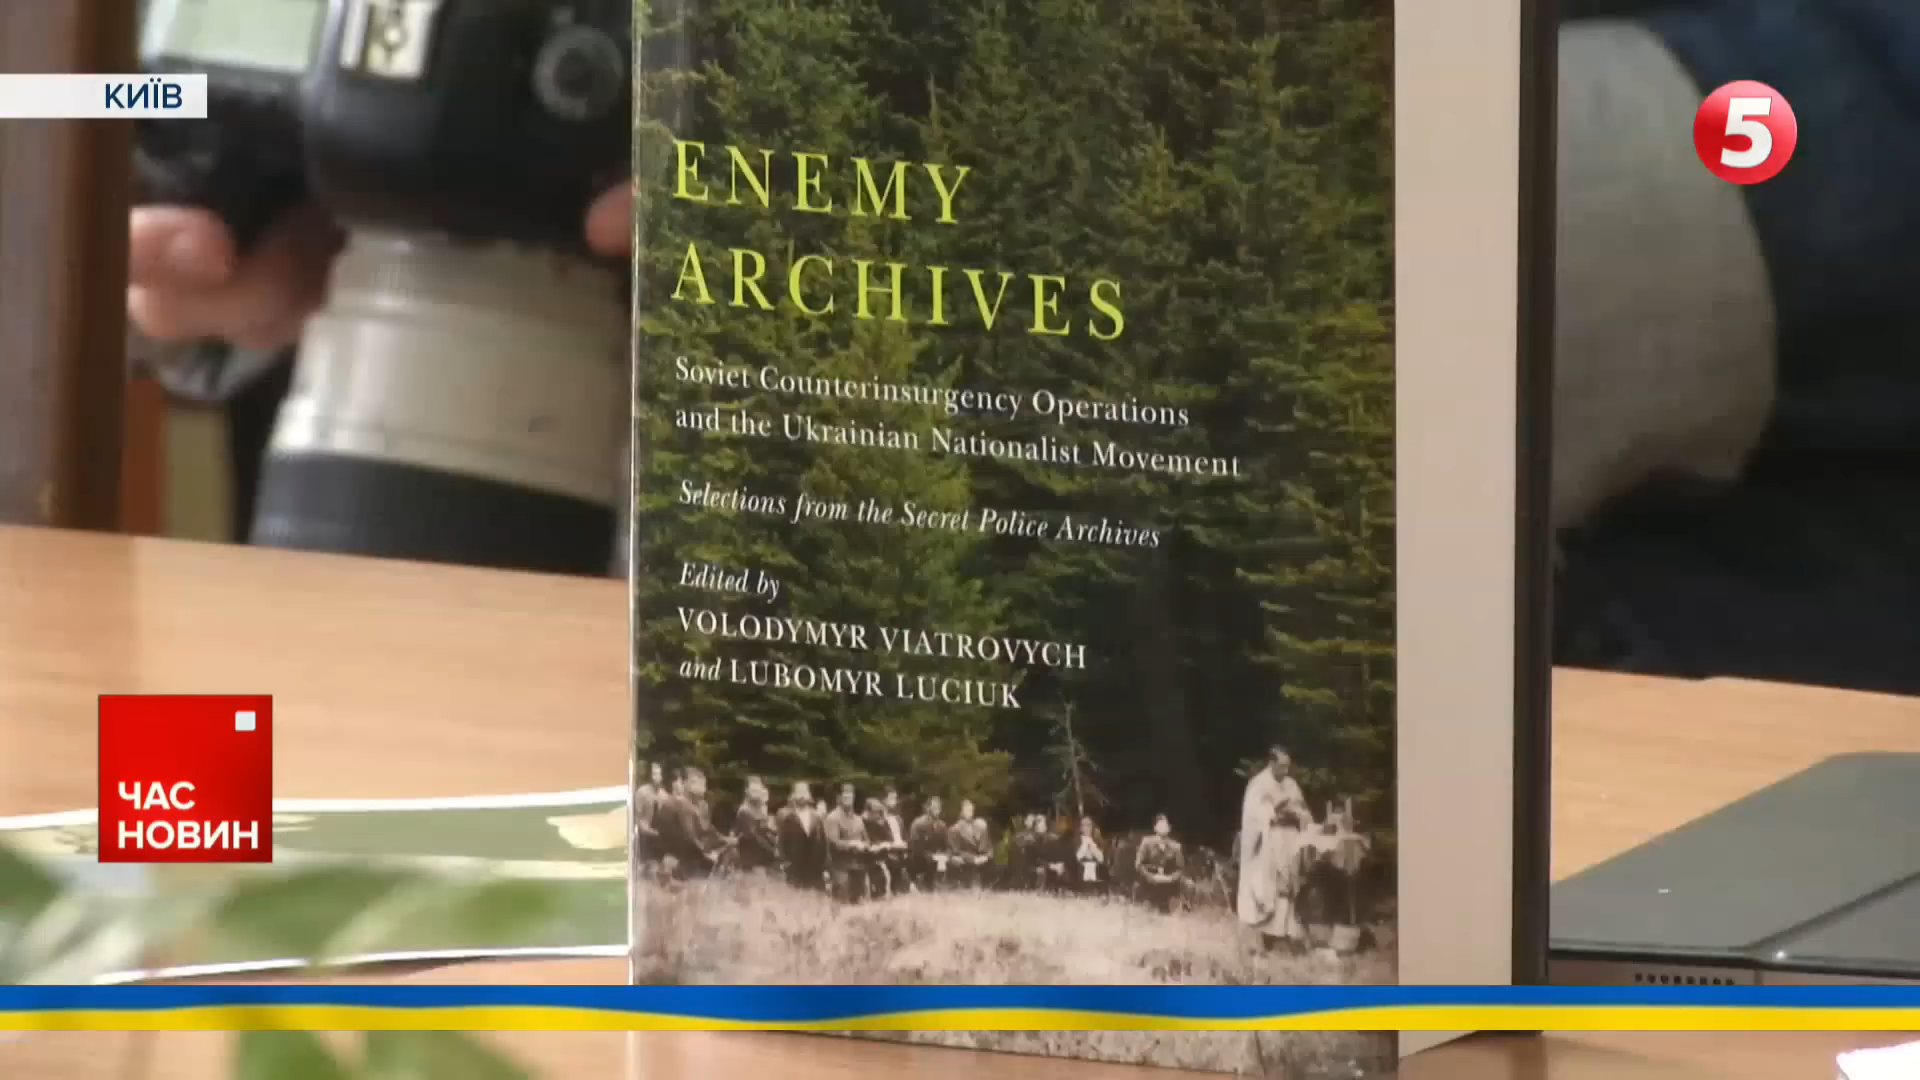 КИЇВ
5
ENEMY
ARCHIVES
Soviet Counterinsurgency Operations
and the Ukrainian Nationalist Movement
Selections from the Secret Police Archives
Edited by
VOLODYMYR VIATROVYCH
and LUBOMYR LUCIUK
ЧАС
НОВИН